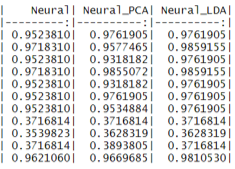 |    Neural| Neural_PCA| Neural_LDA|
|---------:|----------:|----------:|
| 0.9523810|  0.9761905|  0.9761905|
| 0.9718310|  0.9577465|  0.9859155|
| 0.9523810|  0.9318182|  0.9761905|
| 0.9718310|  0.9855072|  0.9859155|
| 0.9523810|  0.9318182|  0.9761905|
| 0.9523810|  0.9761905|  0.9761905|
| 0.9523810|  0.9534884|  0.9761905|
| 0.3716814|  0.3716814|  0.3716814|
| 0.3539823|  0.3628319|  0.3628319|
| 0.3716814|  0.3893805|  0.3716814|
| 0.9621060|  0.9669685|  0.9810530|